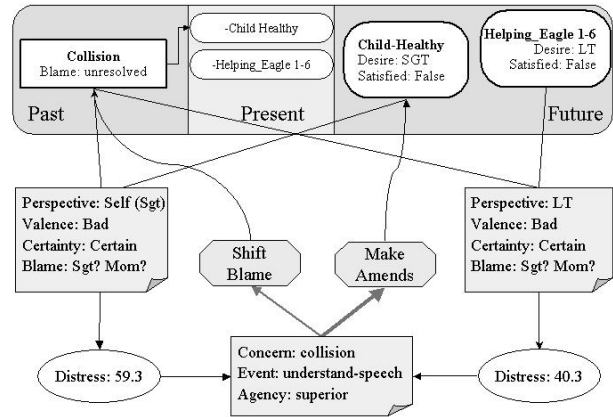 Collision
Blame: unresolved
-Child Healthy
-Helping_Eagle 1-6
Child-Healthy
Desire: SGT
Satisfied: False
Helping_Eagle 1-6
Desire: LT
Satisfied: False
Past
Present
Future
Perspective: Self (Sgt)
Valence: Bad
Certainty: Certain
Blame: Sgt? Mom?
Shift
Blame
Make
Amends
Perspective: LT
Valence: Bad
Certainty: Certain
Blame: Sgt? Mom?
Distress: 59.3
Concern: collision
Event: understand-speech
Agency: superior
Distress: 40.3